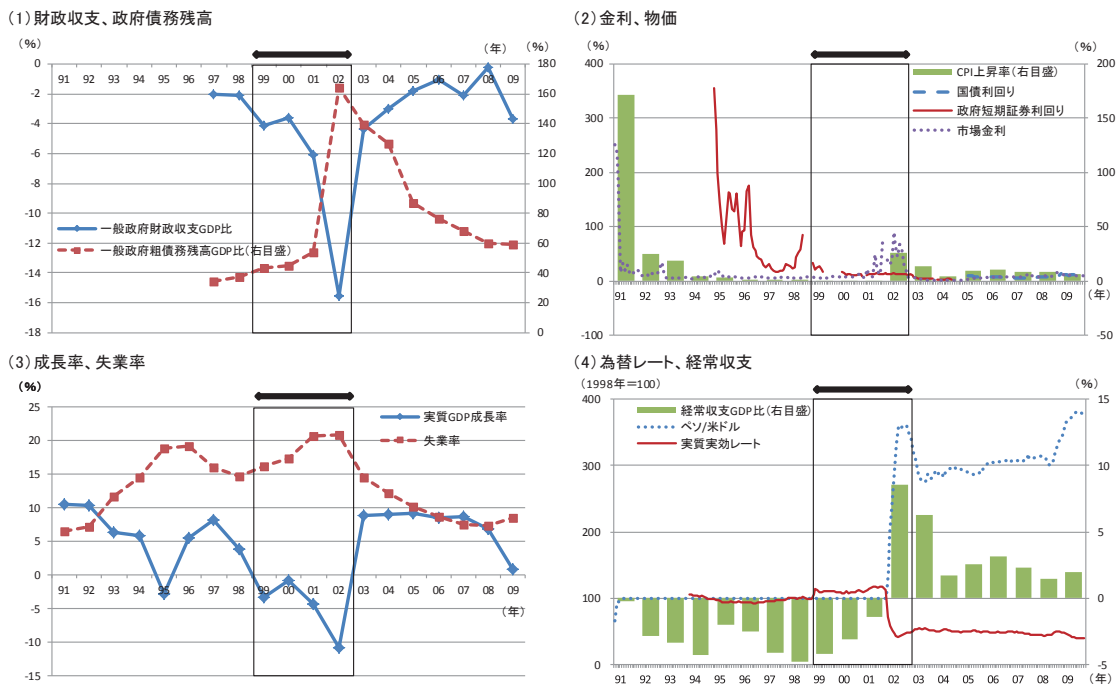 (1)財政収支、政府債務残高
(%)
(年)
(%)
0
-2
-4
-6
-8
-10
-12
-14
-16
-18
91 92 93 94 95 96 97 98 99 00 01 02 03 04 05 06 07 08 09
180
160
140
120
100
80
60
40
20
0
一般政府財政収支GDP比
一般政府粗債務残高GDP比(右目盛)
(2)金利、物価
(%)
(%)
400
300
200
100
0
-100
200
150
100
50
0
-50
CPI上昇率(右目盛)
国債利回り
政府短期証券利回り
市場金利
91 92 93 94 95 96 97 98 99 00 01 02 03 04 05 06 07 08 09
(年)
(3)成長率、失業率
(%)
25
20
15
10
5
0
-5
-10
-15
実質GDP成長率
失業率
91 92 93 94 95 96 97 98 99 00 01 02 03 04 05 06 07 08 09
(年)
(4)為替レート、経常収支
(1998年=100)
(%)
400
300
200
100
0
15
10
5
0
-5
経常収支GDP比(右目盛)
ペソ/米ドル
実質実効レート
91 92 93 94 95 96 97 98 99 00 01 02 03 04 05 06 07 08 09
(年)